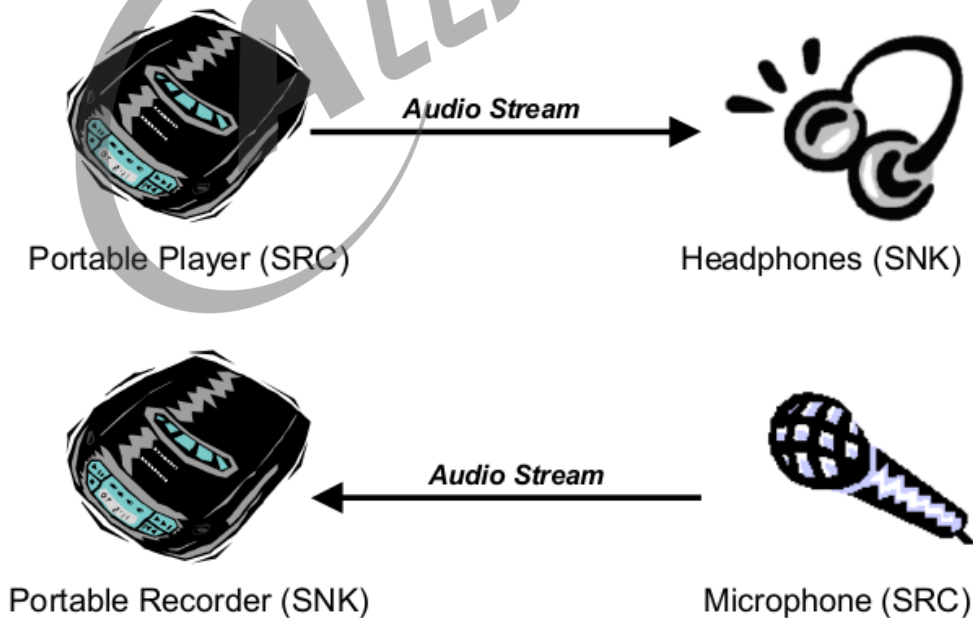 Audio Stream
Portable Player (SRC)
Headphones (SNK)
Audio Stream
Portable Recorder (SNK)
Microphone (SRC)